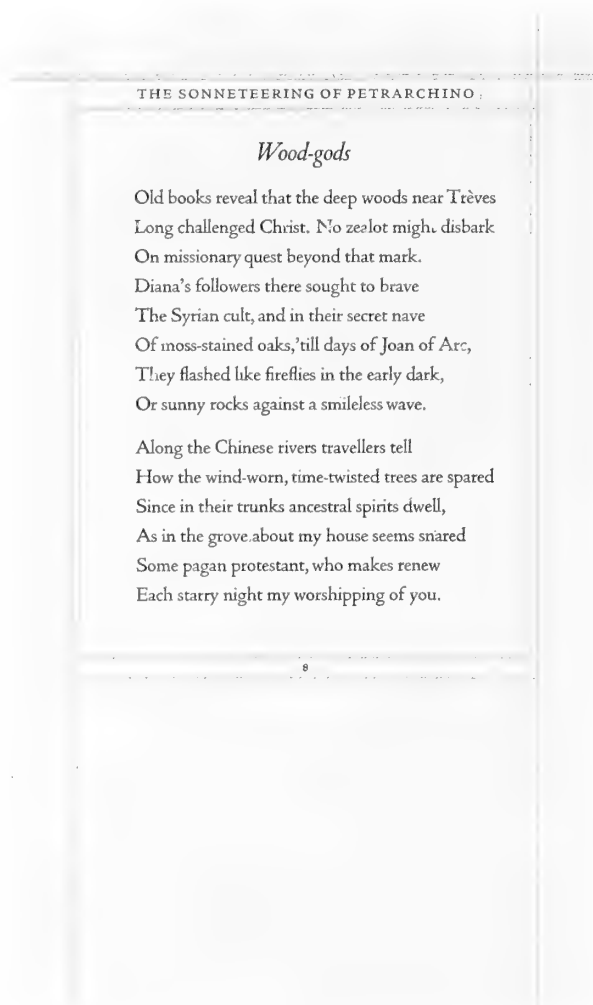 THE SONNETEERING OF PETRARCHINO
Wood-gods
Old books reveal that the deep woods near Trèves
Long challenged Christ. No zealot might disbark
On missionary quest beyond that mark.
Diana's followers there sought to brave
The Syrian cult, and in their secret nave
Of moss-stained oaks,'till days of Joan of Arc,
They flashed like fireflies in the early dark,
Or sunny rocks against a smileless wave.
Along the Chinese rivers travellers tell
How the wind-worn, time-twisted trees are spared
Since in their trunks ancestral spirits dwell,
As in the grove about my house seems snared
Some pagan protestant, who makes renew
Each starry night my worshipping of you.
8